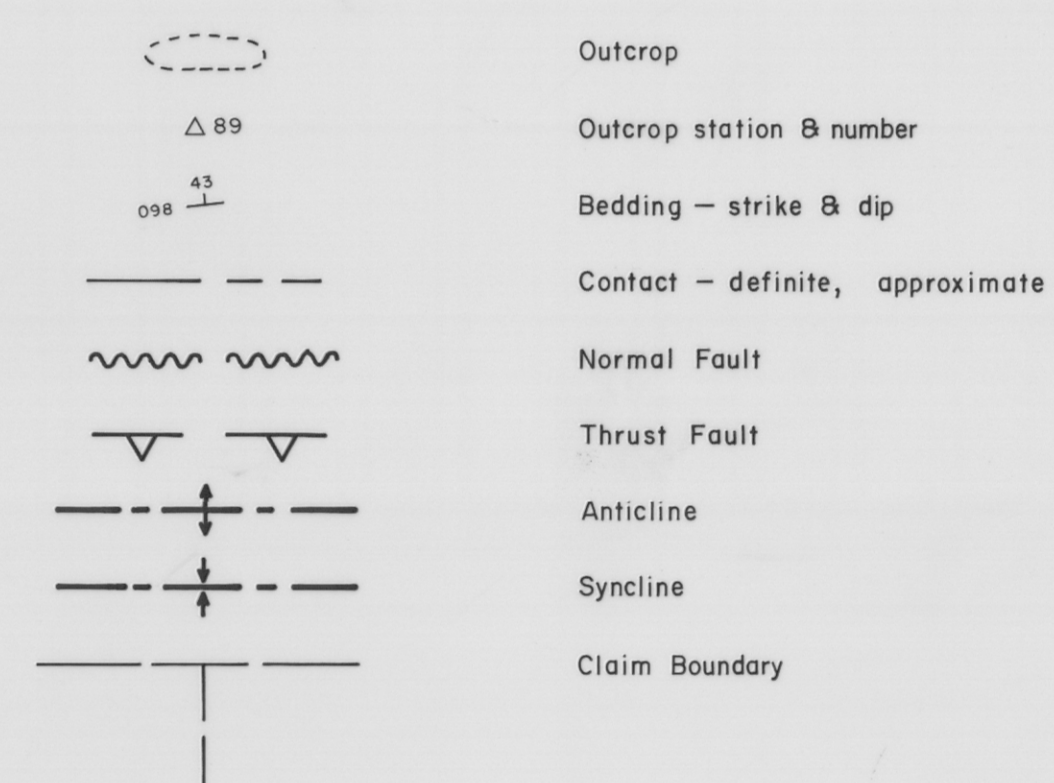 Outcrop
△ 89 Outcrop station & number
43
098 Bedding — strike & dip
Contact — definite, approximate
Normal Fault
Thrust Fault
Anticline
Syncline
Claim Boundary